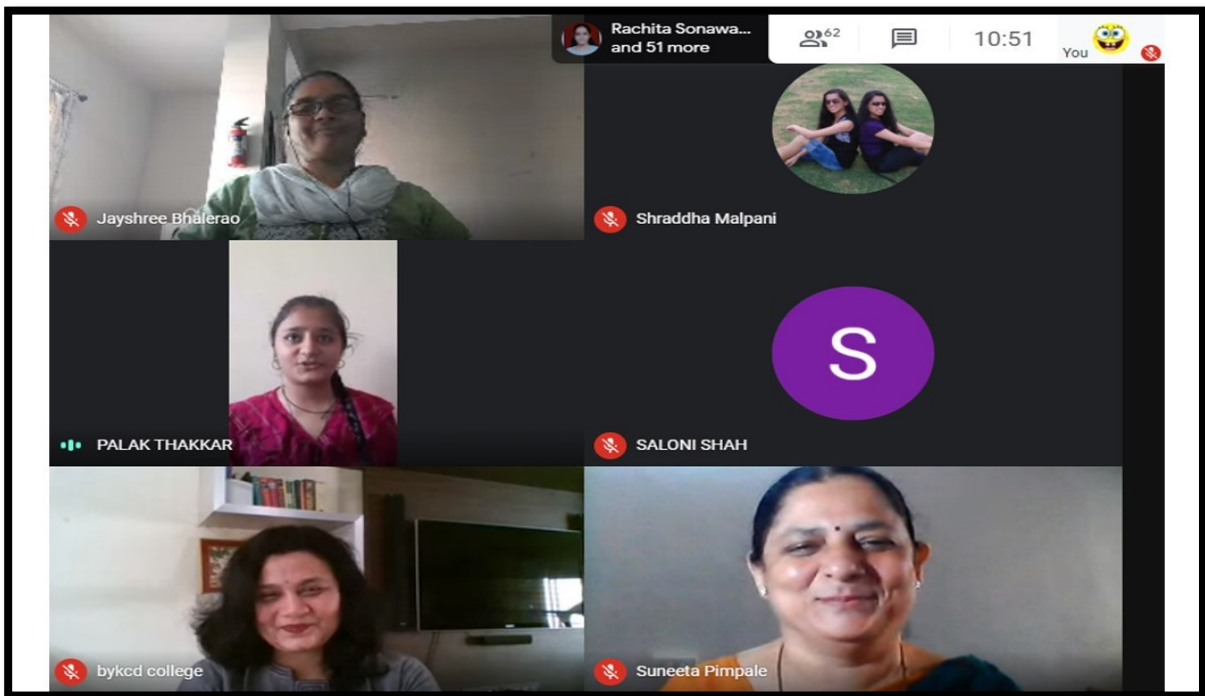 Rachita Sonawa...
and 51 more
62
10:51
You
Jayshree Bhalerao
Shraddha Malpani
PALAK THAKKAR
S
SALONI SHAH
bykcd college
Suneeta Pimpale